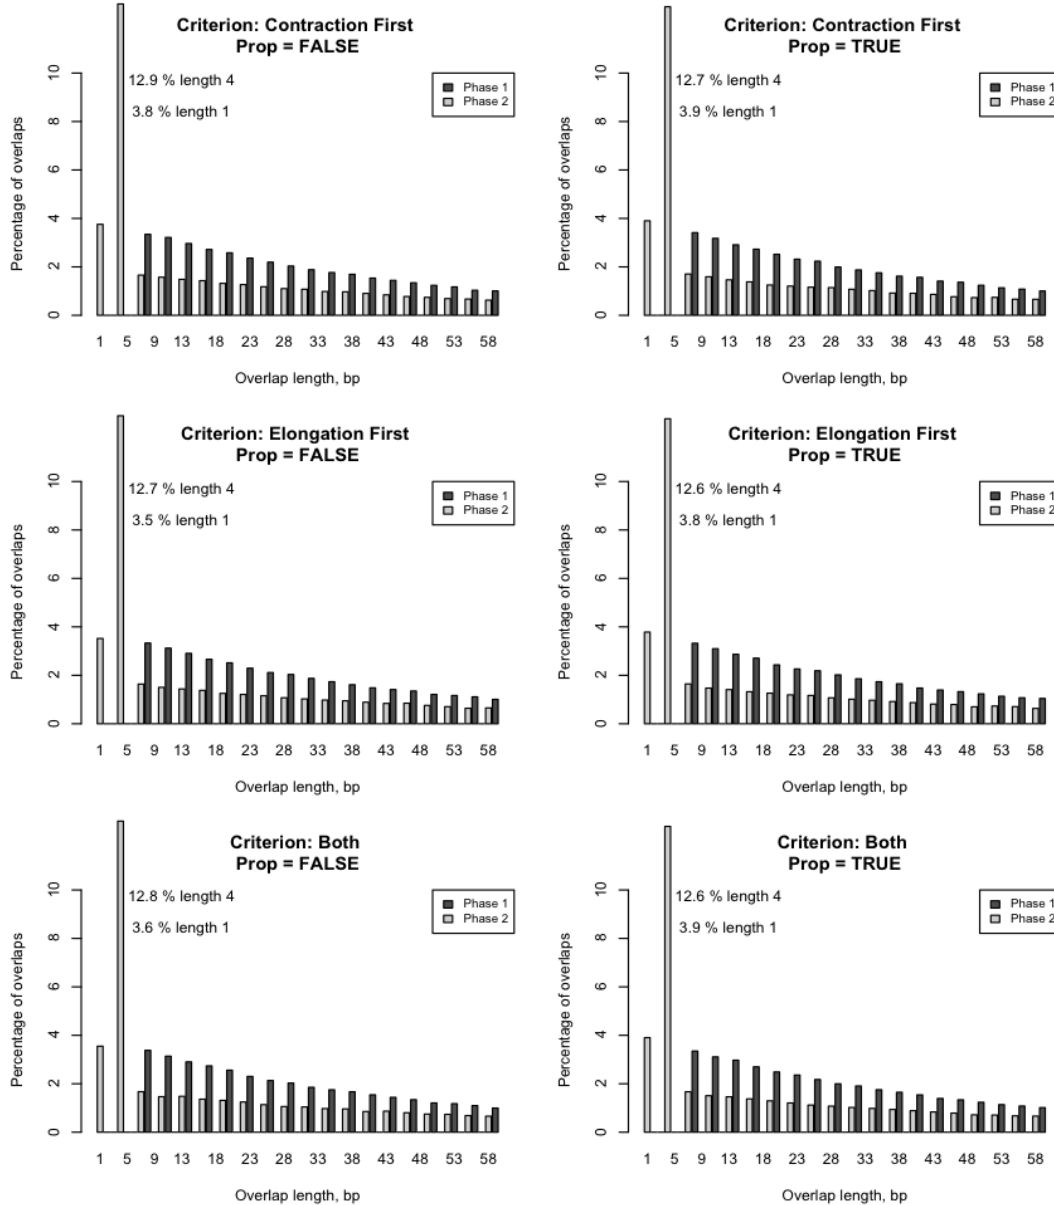 Criterion: Contraction First
Prop = FALSE
12.9 % length 4
3.8 % length 1
Phase 1
Phase 2
Percentage of overlaps
0 2 4 6 8 10
1 5 9 13 18 23 28 33 38 43 48 53 58
Overlap length, bp
Criterion: Contraction First
Prop = TRUE
12.7 % length 4
3.9 % length 1
Phase 1
Phase 2
Percentage of overlaps
0 2 4 6 8 10
1 5 9 13 18 23 28 33 38 43 48 53 58
Overlap length, bp
Criterion: Elongation First
Prop = FALSE
12.7 % length 4
3.5 % length 1
Phase 1
Phase 2
Percentage of overlaps
0 2 4 6 8 10
1 5 9 13 18 23 28 33 38 43 48 53 58
Overlap length, bp
Criterion: Elongation First
Prop = TRUE
12.6 % length 4
3.8 % length 1
Phase 1
Phase 2
Percentage of overlaps
0 2 4 6 8 10
1 5 9 13 18 23 28 33 38 43 48 53 58
Overlap length, bp
Criterion: Both
Prop = FALSE
12.8 % length 4
3.6 % length 1
Phase 1
Phase 2
Percentage of overlaps
0 2 4 6 8 10
1 5 9 13 18 23 28 33 38 43 48 53 58
Overlap length, bp
Criterion: Both
Prop = TRUE
12.6 % length 4
3.9 % length 1
Phase 1
Phase 2
Percentage of overlaps
0 2 4 6 8 10
1 5 9 13 18 23 28 33 38 43 48 53 58
Overlap length, bp